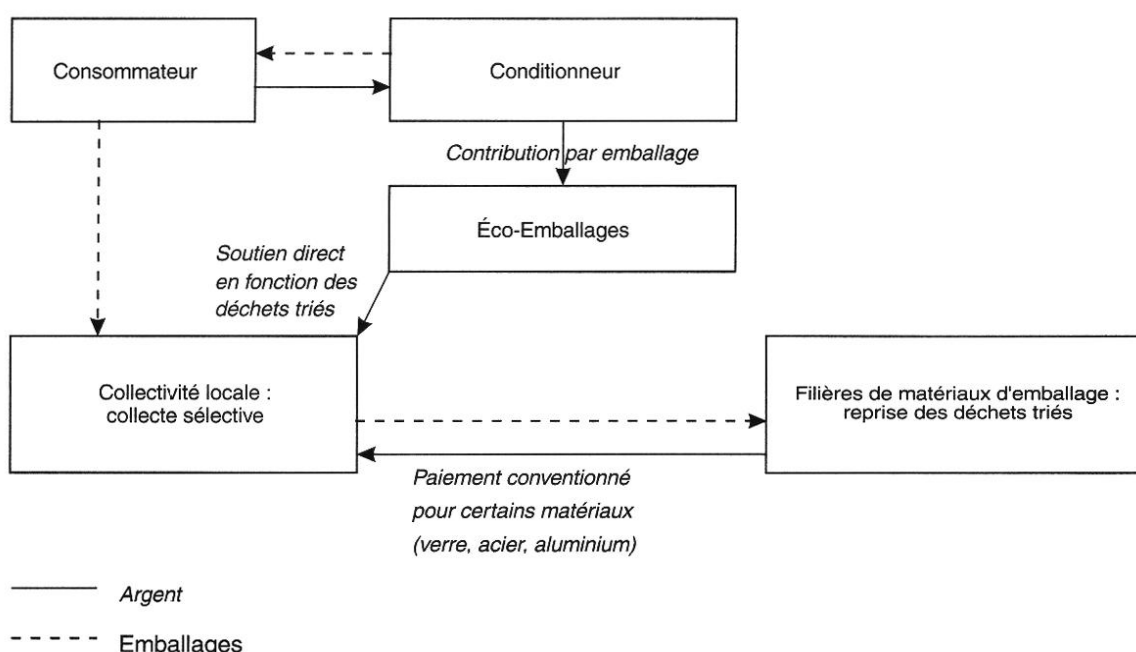 Consommateur
Conditionneur
Contribution par emballage
Éco-Emballages
Soutien direct
en fonction des
déchets triés
Collectivité locale :
collecte sélective
Filières de matériaux d'emballage :
reprise des déchets triés
Paiement conventionné
pour certains matériaux
(verre, acier, aluminium)
Argent
Emballages